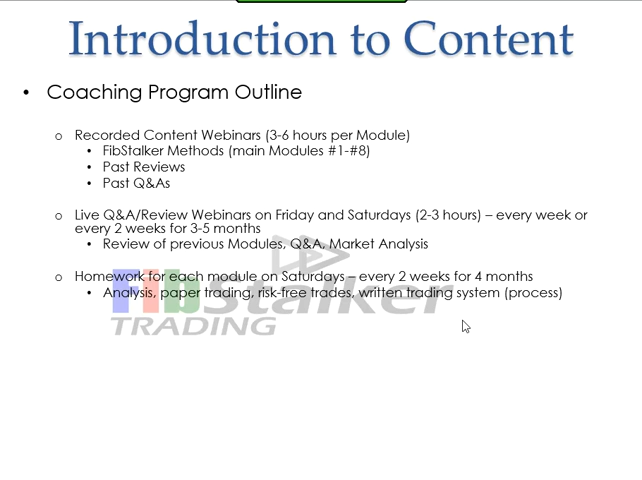 Introduction to Content
• Coaching Program Outline
o Recorded Content Webinars (3-6 hours per Module)
• FibStalker Methods (main Modules #1-#8)
• Past Reviews
• Past Q&As
o Live Q&A/Review Webinars on Friday and Saturdays (2-3 hours) – every week or
every 2 weeks for 3-5 months
• Review of previous Modules, Q&A, Market Analysis
o Homework for each module on Saturdays – every 2 weeks for 4 months
• Analysis, paper trading, risk-free trades, written trading system (process)
FibStalker
TRADING